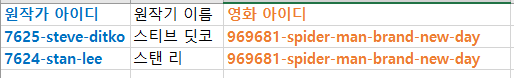 원작가 아이디 원작기 이름 영화 아이디
7625-steve-ditko 스티브 딧코 969681-spider-man-brand-new-day
7624-stan-lee 스탠 리 969681-spider-man-brand-new-day